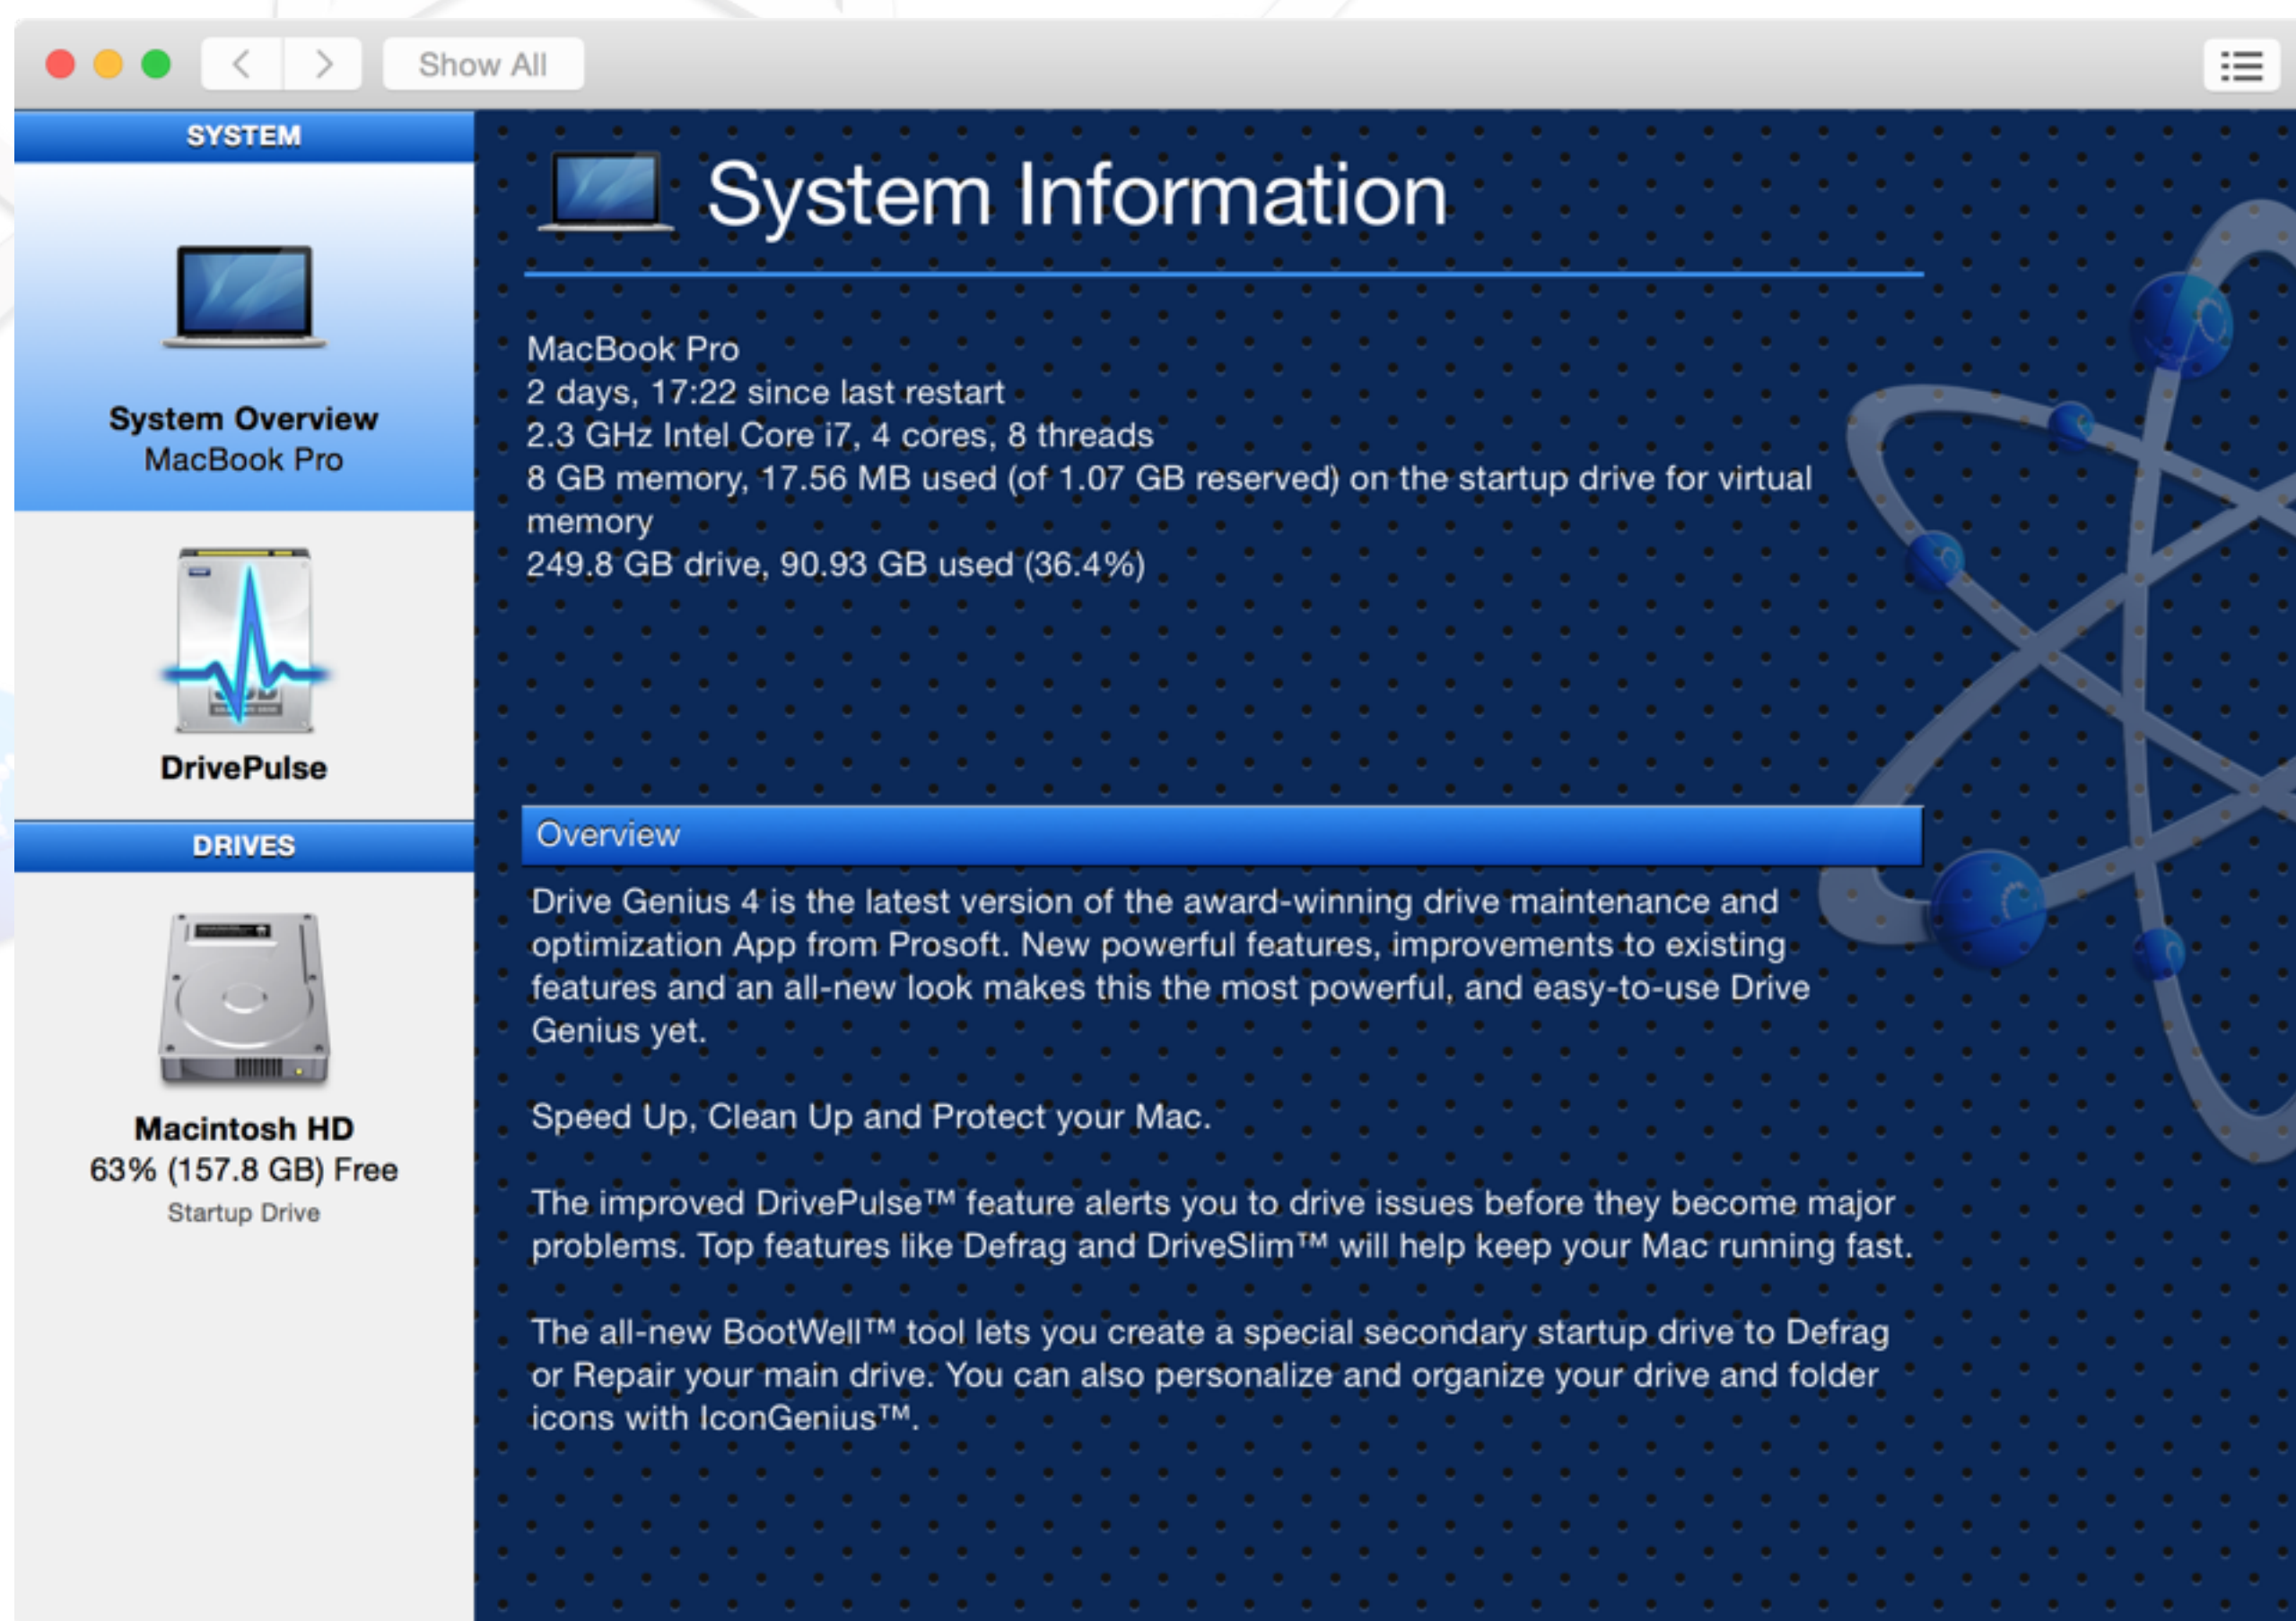 Show All
SYSTEM
System Overview
MacBook Pro
DrivePulse
DRIVES
Macintosh HD
63% (157.8 GB) Free
Startup Drive
System Information
MacBook Pro
2 days, 17:22 since last restart
2.3 GHz Intel Core i7, 4 cores, 8 threads
8 GB memory, 17.56 MB used (of 1.07 GB reserved) on the startup drive for virtual
memory
249.8 GB drive, 90.93 GB used (36.4%)
Overview
Drive Genius 4 is the latest version of the award-winning drive maintenance and
optimization App from Prosoft. New powerful features, improvements to existing
features and an all-new look makes this the most powerful, and easy-to-use Drive
Genius yet.
Speed Up, Clean Up and Protect your Mac.
The improved DrivePulse™ feature alerts you to drive issues before they become major
problems. Top features like Defrag and DriveSlim™ will help keep your Mac running fast.
The all-new BootWell™ tool lets you create a special secondary startup drive to Defrag
or Repair your main drive. You can also personalize and organize your drive and folder
icons with IconGenius™.